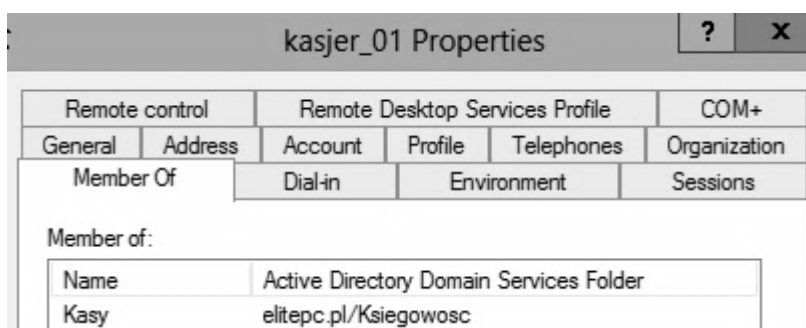 kasjer_01 Properties
? x
Remote control Remote Desktop Services Profile COM+
General Address Account Profile Telephones Organization
Member Of Dial-in Environment Sessions
Member of:
Name Active Directory Domain Services Folder
Kasy elitepc.pl/Ksiegowosc